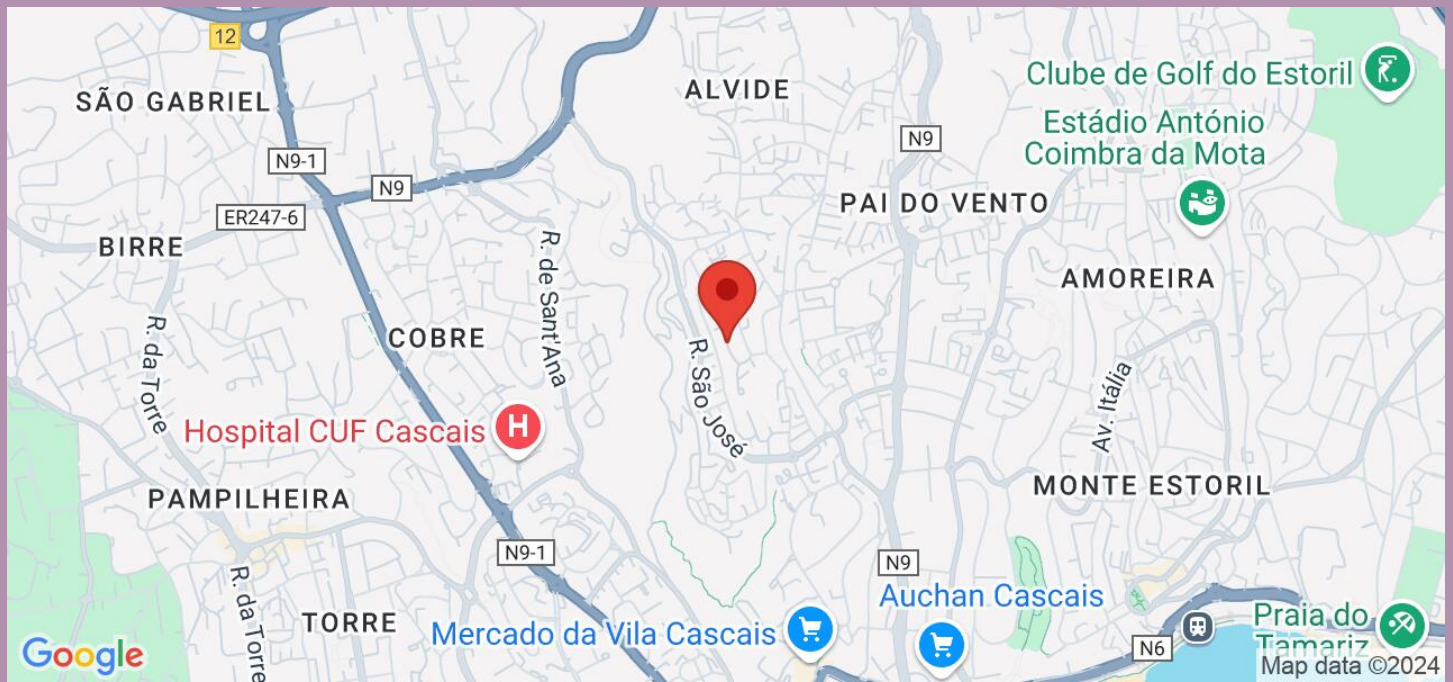 12
ALVIDE
Clube de Golf do Estoril
SÃO GABRIEL
Estádio António
Coimbra da Mota
N9
N9-1
N9
PAI DO VENTO
ER247-6
BIRRE
R. de Sant'Ana
AMOREIRA
R. da Torre
COBRE
R. São José
Av. Itália
Hospital CUF Cascais
H
PAMPILHEIRA
MONTE ESTORIL
N9-1
N9
R. da Torre
Auchan Cascais
TORRE
Mercado da Vila Cascais
Praia do
Tamariz
N6
Google
Map data ©2024